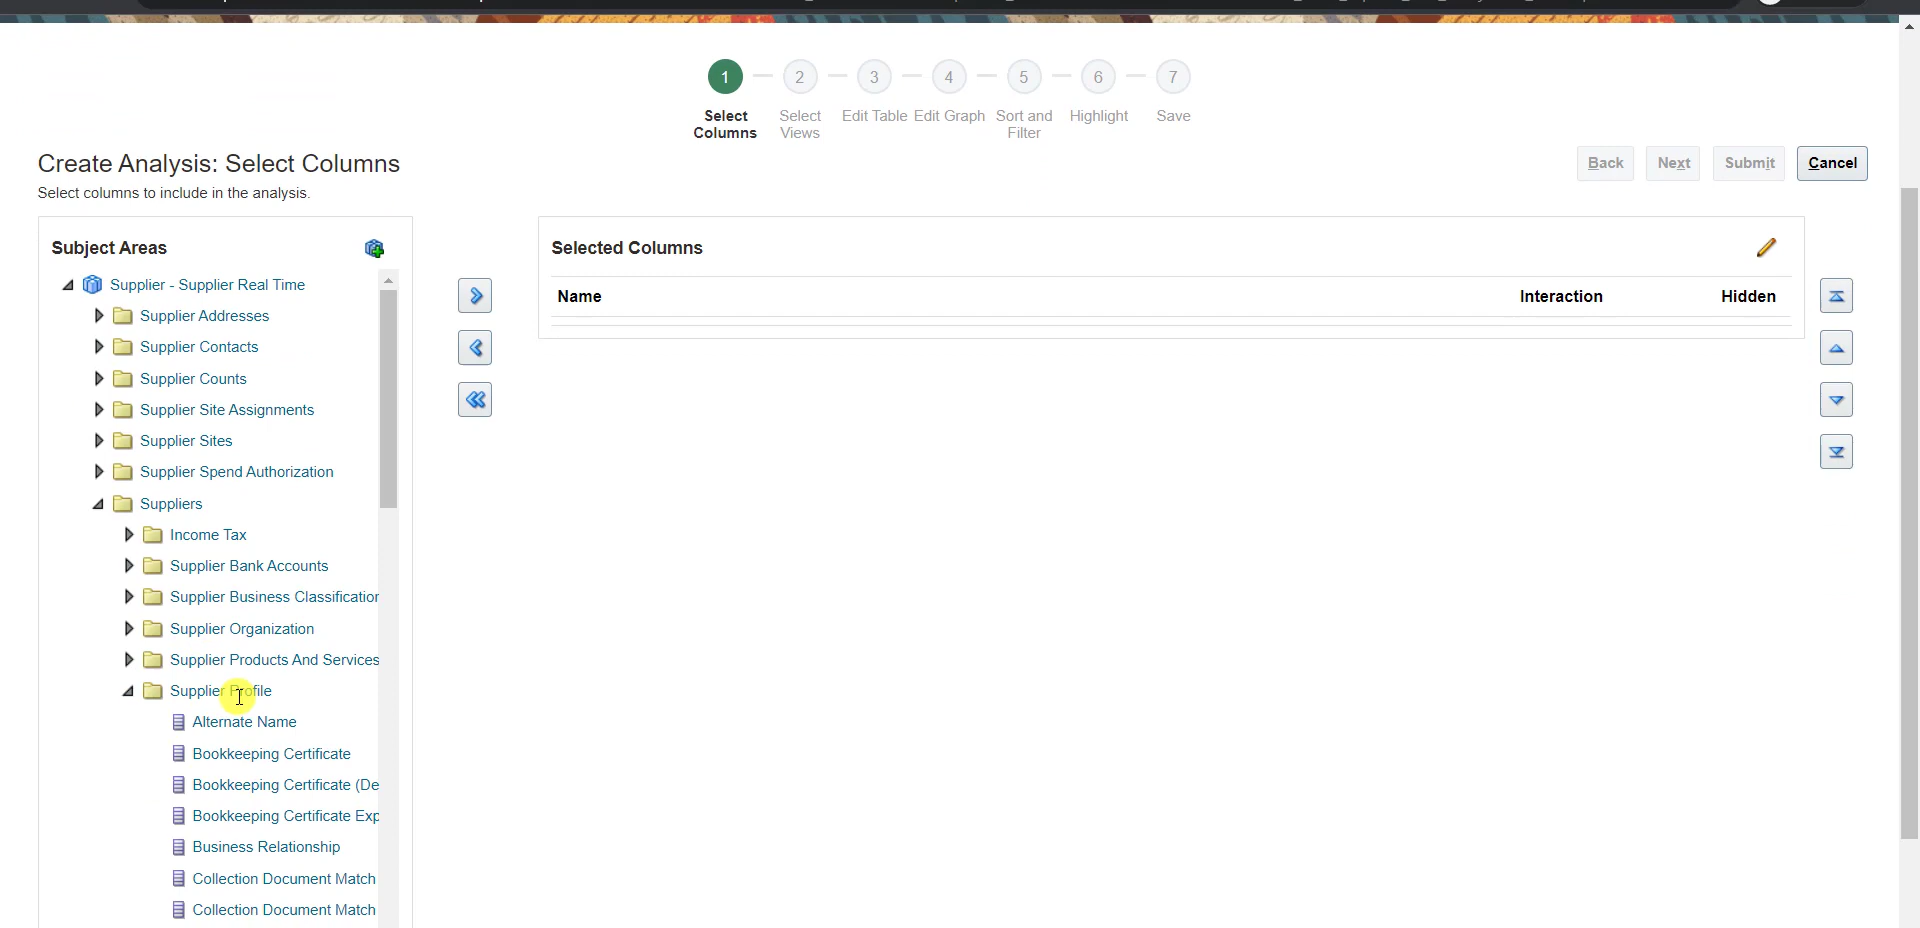 1
2
3
4
5
6
7
Select Columns
Select Views
Edit Table
Edit Graph
Sort and Filter
Highlight
Save
Create Analysis: Select Columns
Back
Next
Submit
Cancel
Select columns to include in the analysis.
Subject Areas
Supplier - Supplier Real Time
Supplier Addresses
Supplier Contacts
Supplier Counts
Supplier Site Assignments
Supplier Sites
Supplier Spend Authorization
Suppliers
Income Tax
Supplier Bank Accounts
Supplier Business Classification
Supplier Organization
Supplier Products And Services
Supplier Profile
Alternate Name
Bookkeeping Certificate
Bookkeeping Certificate (De
Bookkeeping Certificate Exp
Business Relationship
Collection Document Match
Collection Document Match
Selected Columns
Name
Interaction
Hidden